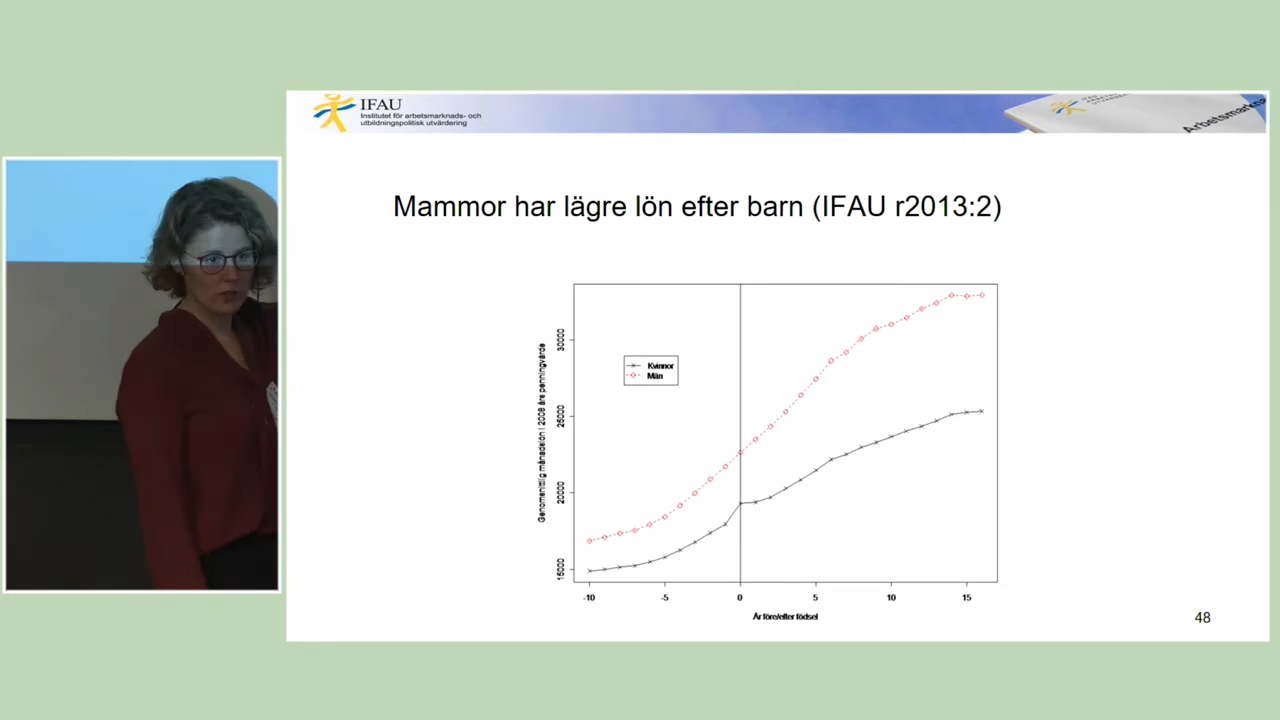 IFAU
Institutet för arbetsmarknads- och
utbildningspolitisk utvärdering
Arbetsmarkna
Mammor har lägre lön efter barn (IFAU r2013:2)
Genomsnittlig månadslön i 2008 års penningvärde
30000
25000
20000
15000
Kvinnor
Män
-10
-5
0
5
10
15
År före/efter födsel
48